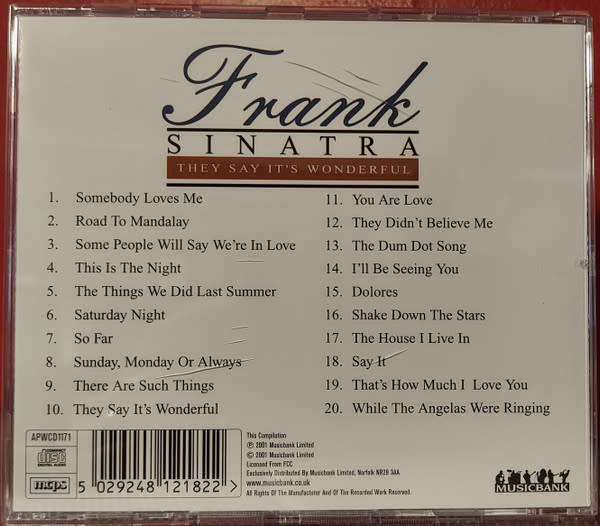 Frank
SINATRA
THEY SAY IT'S WONDERFUL
1. Somebody Loves Me
2. Road To Mandalay
3. Some People Will Say We're In Love
4. This Is The Night
5. The Things We Did Last Summer
6. Saturday Night
7. So Far
8. Sunday, Monday Or Always
9. There Are Such Things
10. They Say It's Wonderful
11. You Are Love
12. They Didn't Believe Me
13. The Dum Dot Song
14. I'll Be Seeing You
15. Dolores
16. Shake Down The Stars
17. The House I Live In
18. Say It
19. That's How Much I Love You
20. While The Angelas Were Ringing
APWCD1171
COMPACT
disc
DIGITAL AUDIO
mcps
5 029248 121822 >
This Compilation
℗ 2001 Musicbank Limited
© 2001 Musicbank Limited
Licensed From FCC
Exclusively Distributed By Musicbank Limited, Norfolk NR29 3AA
www.musicbank.co.uk
All Rights Of The Manufacturer And Of The Recorded Work Reserved.
MUSICBANK